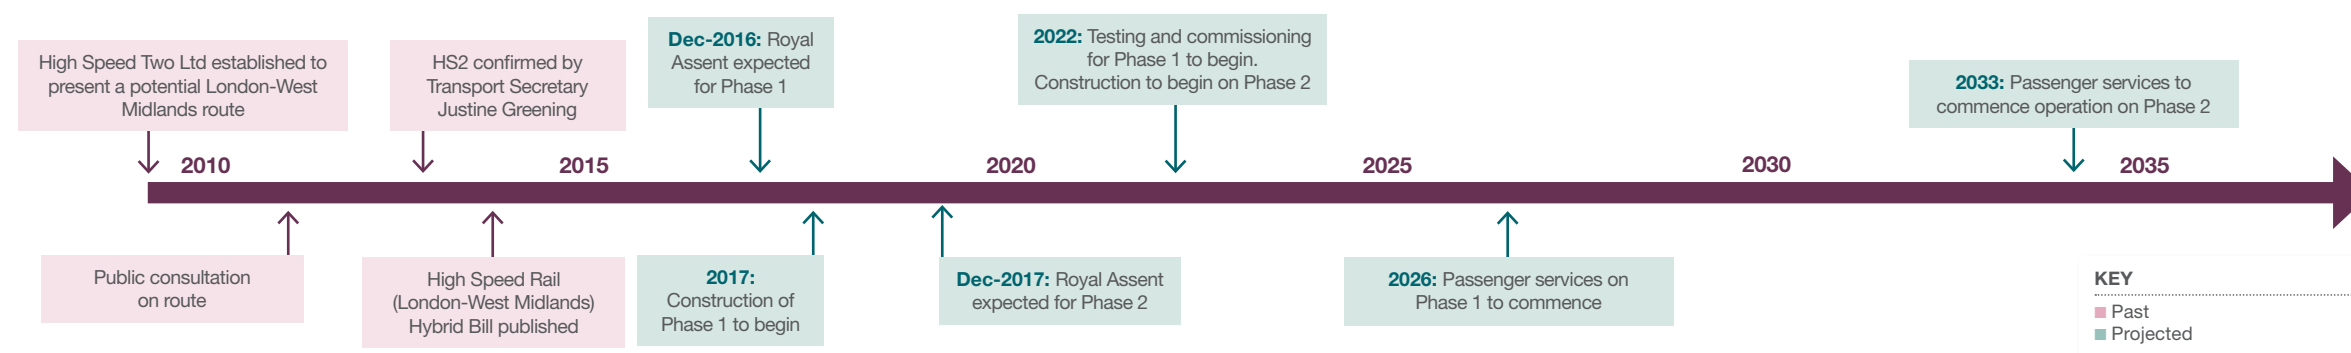 High Speed Two Ltd established to
present a potential London-West
Midlands route
HS2 confirmed by
Transport Secretary
Justine Greening
Dec-2016: Royal
Assent expected
for Phase 1
2022: Testing and commissioning
for Phase 1 to begin.
Construction to begin on Phase 2
2033: Passenger services to
commence operation on Phase 2
2010
2015
2020
2025
2030
2035
Public consultation
on route
High Speed Rail
(London-West Midlands)
Hybrid Bill published
2017:
Construction of
Phase 1 to begin
Dec-2017: Royal Assent
expected for Phase 2
2026: Passenger services on
Phase 1 to commence
KEY
Past
Projected